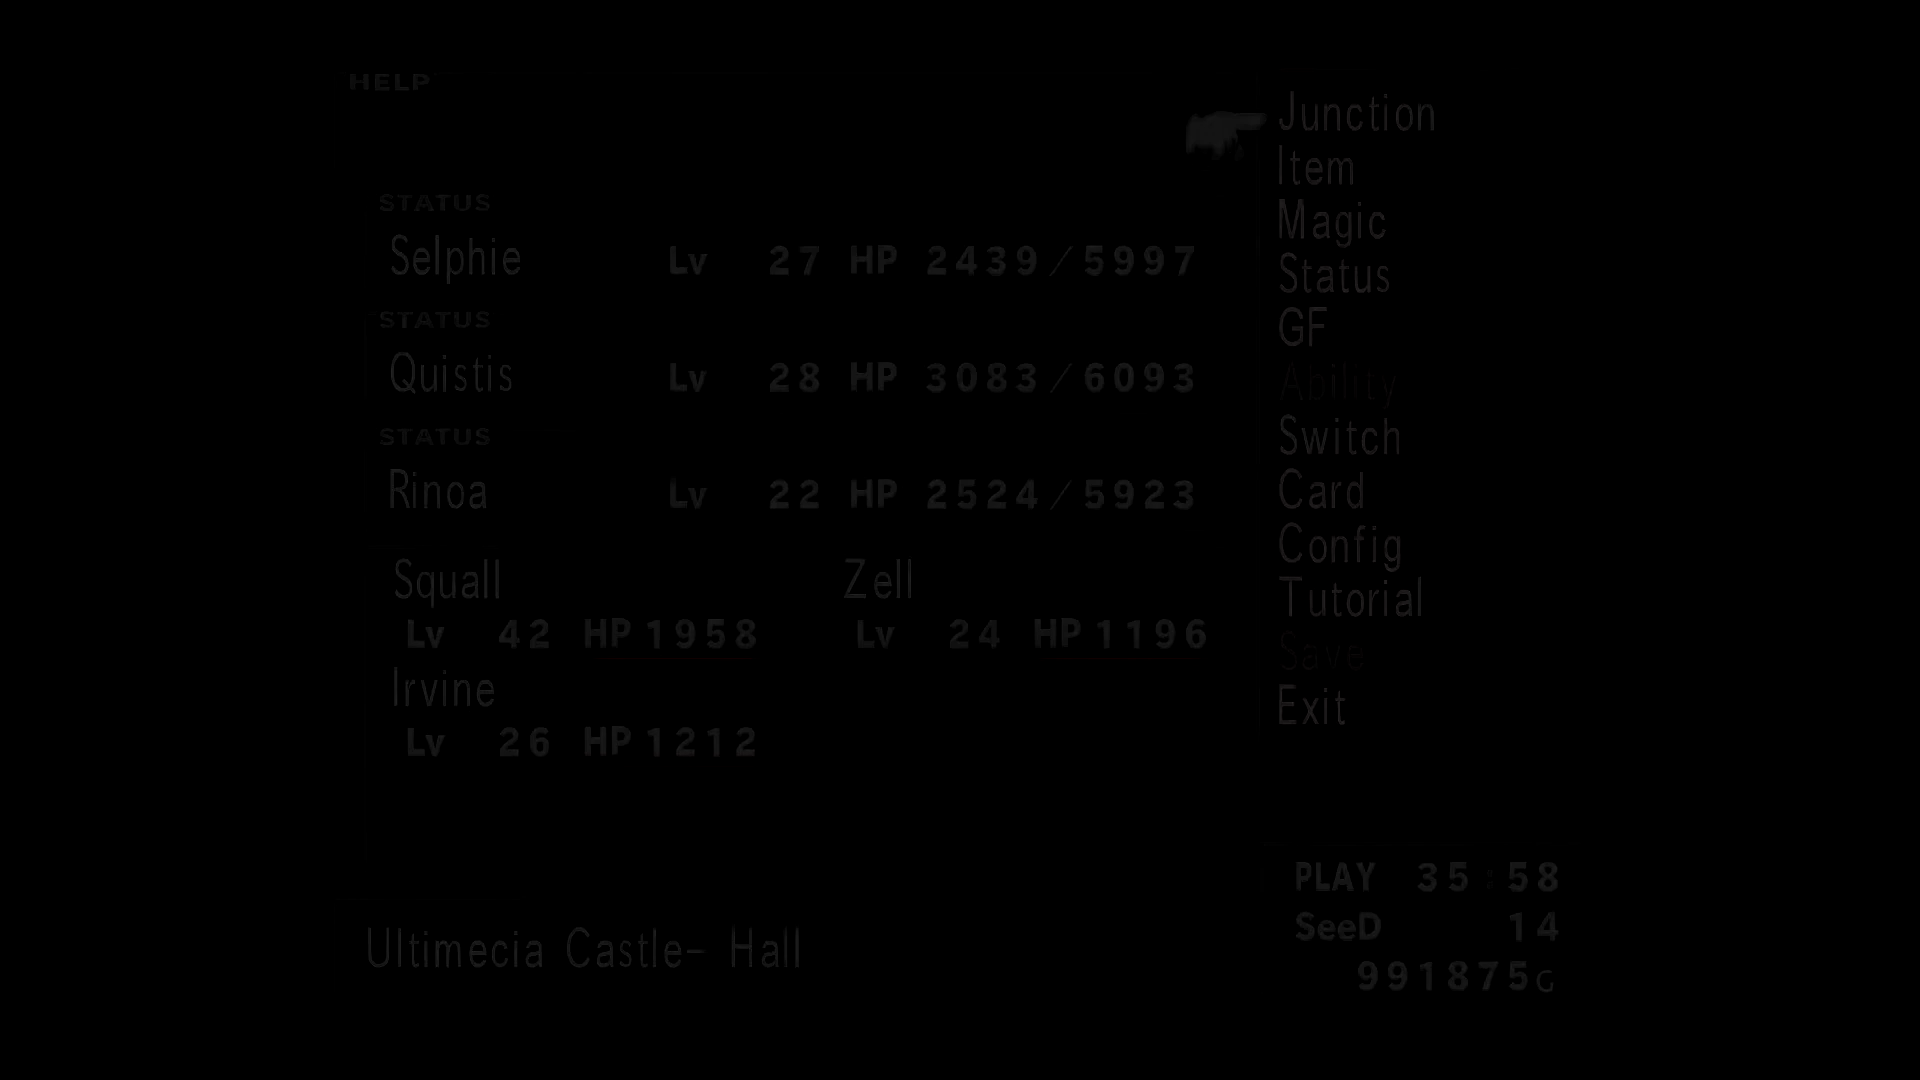 HELP
Junction
Item
Magic
Status
GF
Ability
Switch
Card
Config
Tutorial
Save
Exit
STATUS
Selphie Lv 27 HP 2439/5997
STATUS
Quistis Lv 28 HP 3083/6093
STATUS
Rinoa Lv 22 HP 2524/5923
Squall
Lv 42 HP 1958
Zell
Lv 24 HP 1196
Irvine
Lv 26 HP 1212
PLAY 35:58
SeeD 14
991875G
Ultimecia Castle– Hall